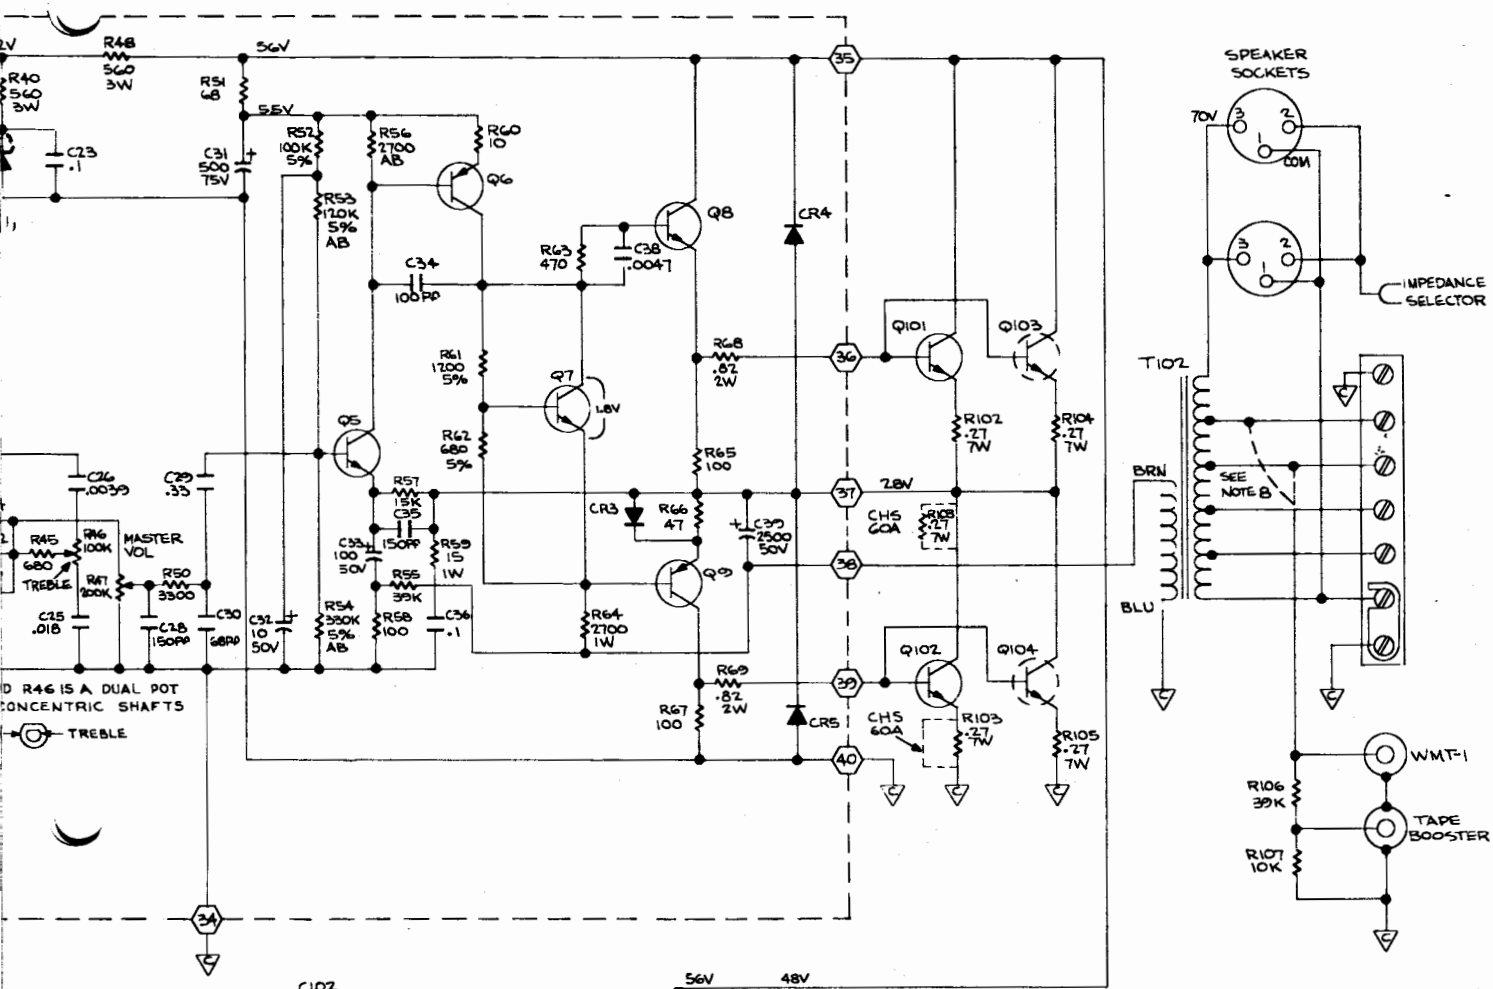 2V
R48
560
3W
R40
560
3W
56V
R51
68
55V
35
SPEAKER
SOCKETS
70V
3
2
1
COM
C23
.1
C31
500
75V
+
R52
100K
5%
R56
2700
AB
R60
10
Q6
R53
120K
5%
AB
Q8
CR4
R63
470
C38
.0047
C34
100PF
3
2
1
IMPEDANCE
SELECTOR
Q101
Q103
36
R68
.82
2W
R61
1200
5%
Q7
1.8V
T102
C
Q5
R62
680
5%
R65
100
R102
.27
7W
R104
.27
7W
C26
.0039
C29
.33
R57
15K
C35
150PF
CR3
R66
47
+
C39
2500
50V
37
28V
CHS
60A
R103
.27
7W
BRN
SEE
NOTE 8
R45
680
R46
100K
MASTER
VOL
TREBLE
R47
200K
R50
3300
C33
100
50V
+
R59
15
1W
R55
39K
Q9
38
BLU
C25
.018
C28
150PF
C30
68PF
C32
10
50V
+
R54
330K
5%
AB
R58
100
C36
.1
R64
2700
1W
Q102
Q104
D R46 IS A DUAL POT
CONCENTRIC SHAFTS
TREBLE
R69
.82
2W
39
R67
100
CR5
CHS
60A
R103
.27
7W
R105
.27
7W
C
C
40
C
C
C
WMT-1
R106
39K
TAPE
BOOSTER
R107
10K
34
C
C
C102
56V
48V